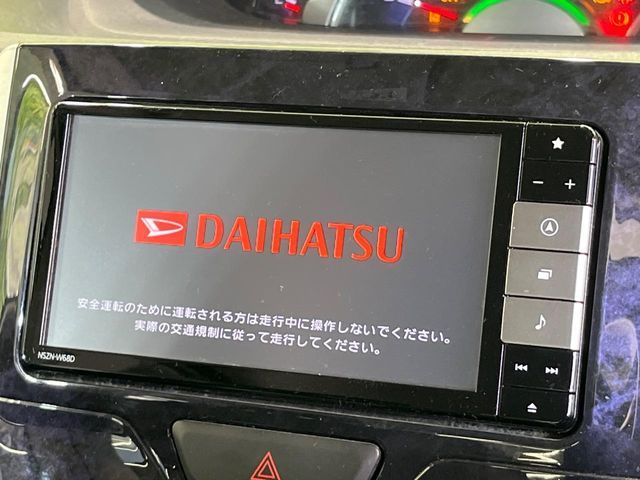 DAIHATSU
安全運転のために運転される方は走行中に操作しないでください。
実際の交通規制に従って走行してください。
NSZN-W68D